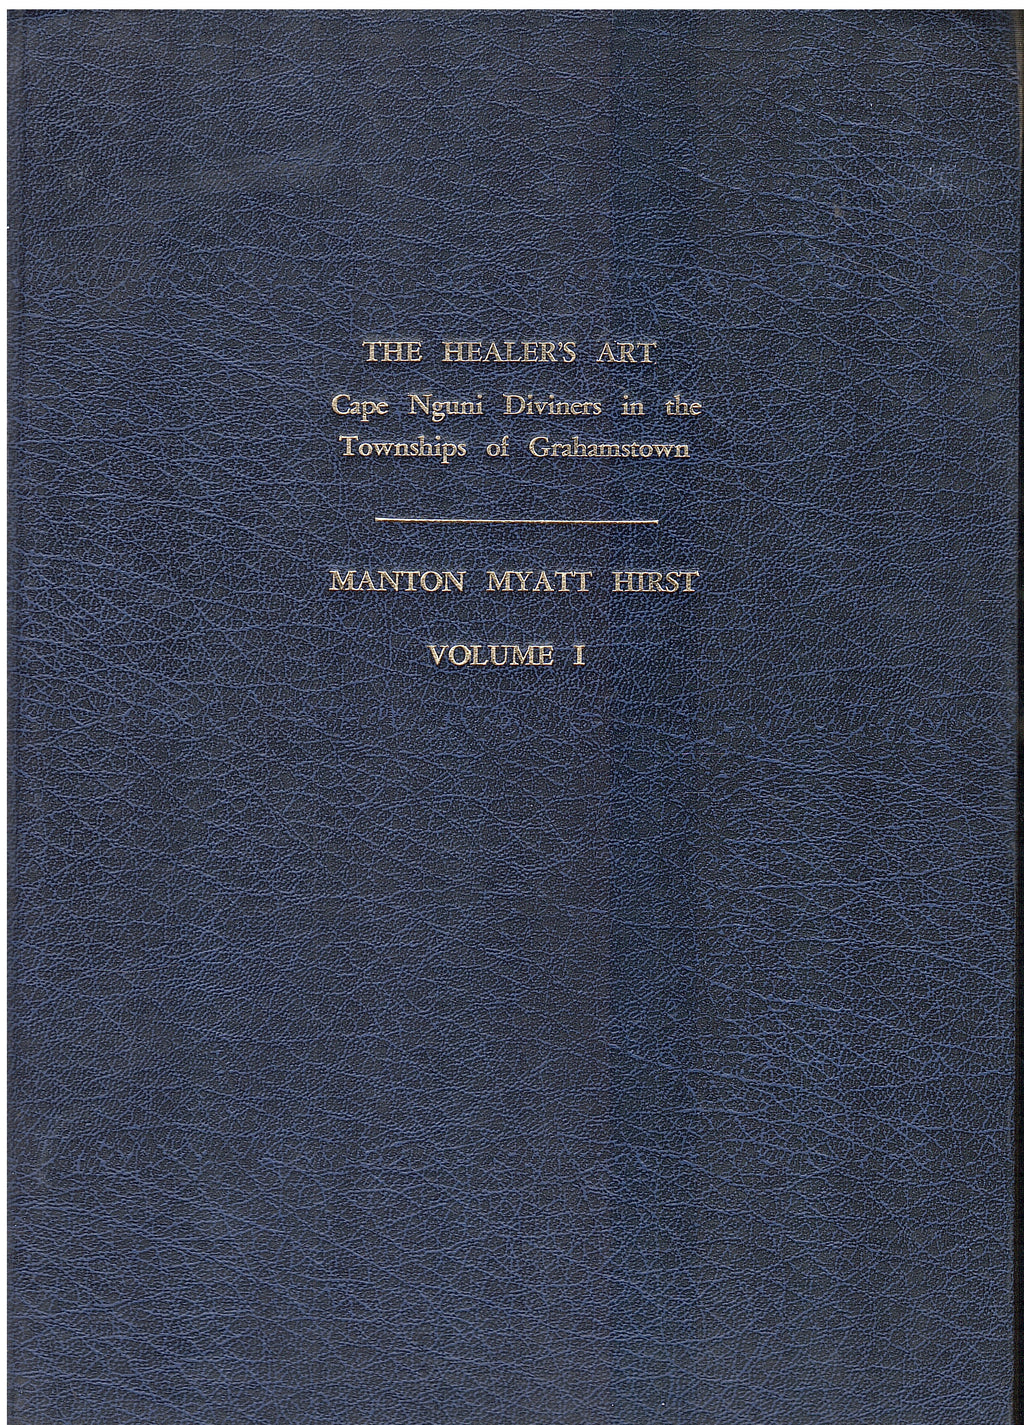 THE HEALER'S ART
Cape Nguni Diviners in the
Townships of Grahamstown
MANTON MYATT HIRST
VOLUME I